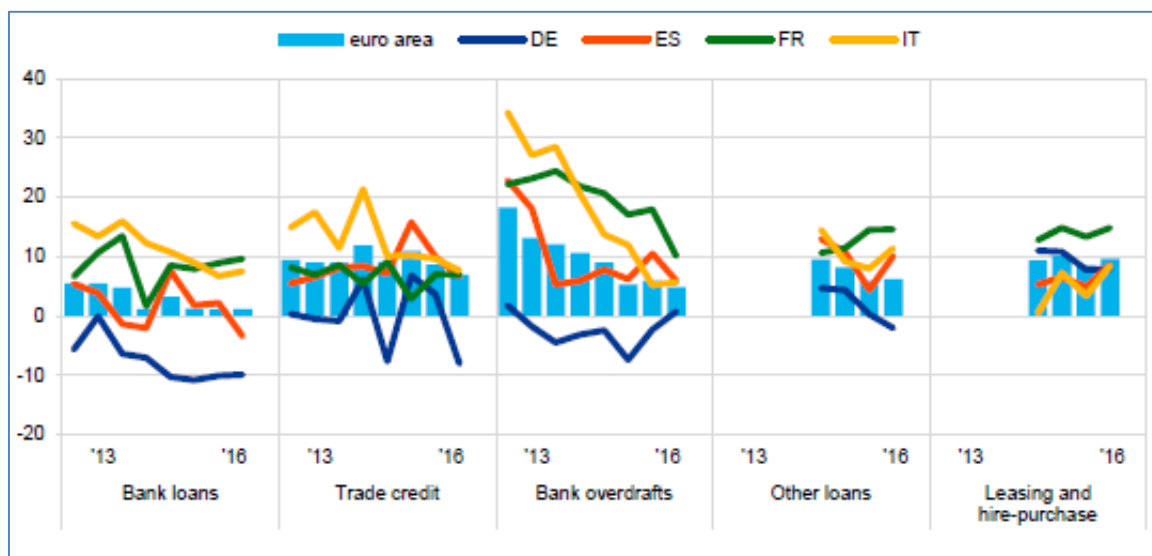 euro area DE ES FR IT
40
30
20
10
0
-10
-20
'13 '16 '13 '16 '13 '16 '13 '16 '13 '16
Bank loans Trade credit Bank overdrafts Other loans Leasing and
hire-purchase